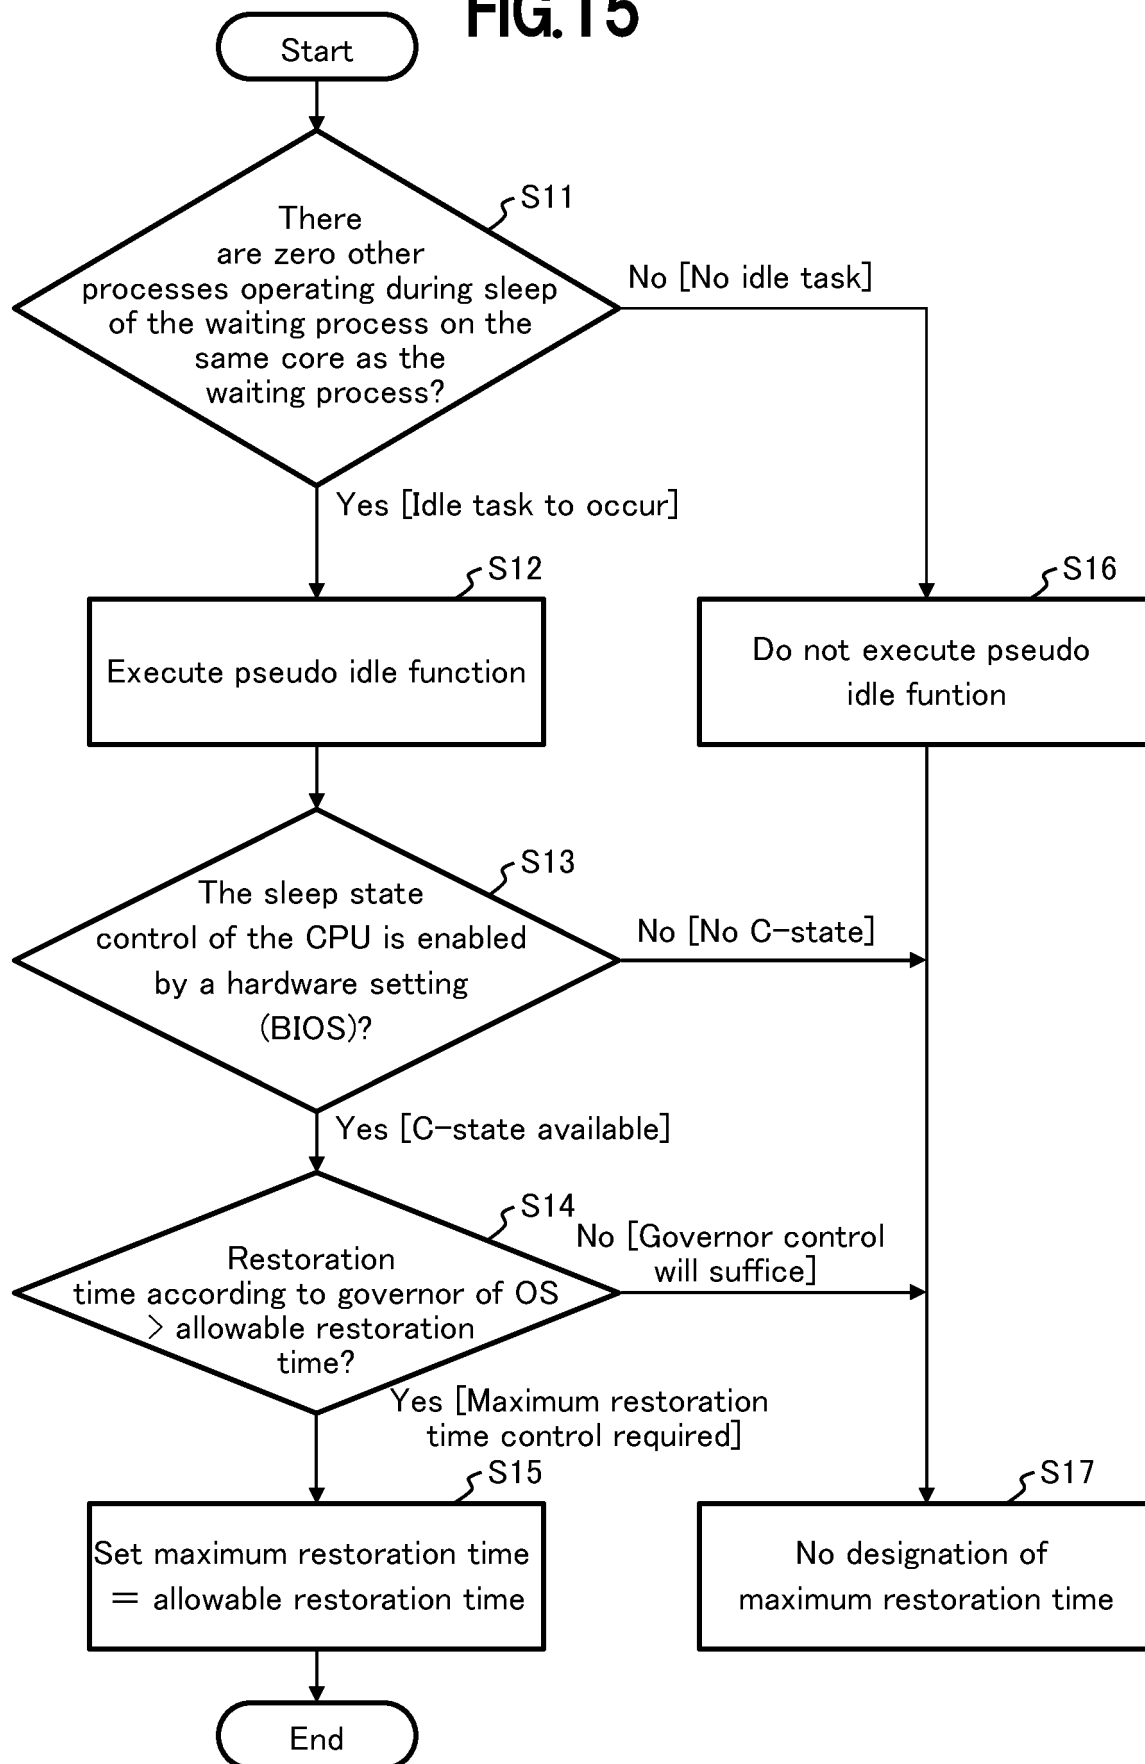 FIG.15
Start
S11
There
are zero other
processes operating during sleep
of the waiting process on the
same core as the
waiting process?
No [No idle task]
Yes [Idle task to occur]
S12
Execute pseudo idle function
S16
Do not execute pseudo
idle funtion
S13
The sleep state
control of the CPU is enabled
by a hardware setting
(BIOS)?
No [No C-state]
Yes [C-state available]
S14
Restoration
time according to governor of OS
> allowable restoration
time?
No [Governor control
will suffice]
Yes [Maximum restoration
time control required]
S15
Set maximum restoration time
= allowable restoration time
S17
No designation of
maximum restoration time
End